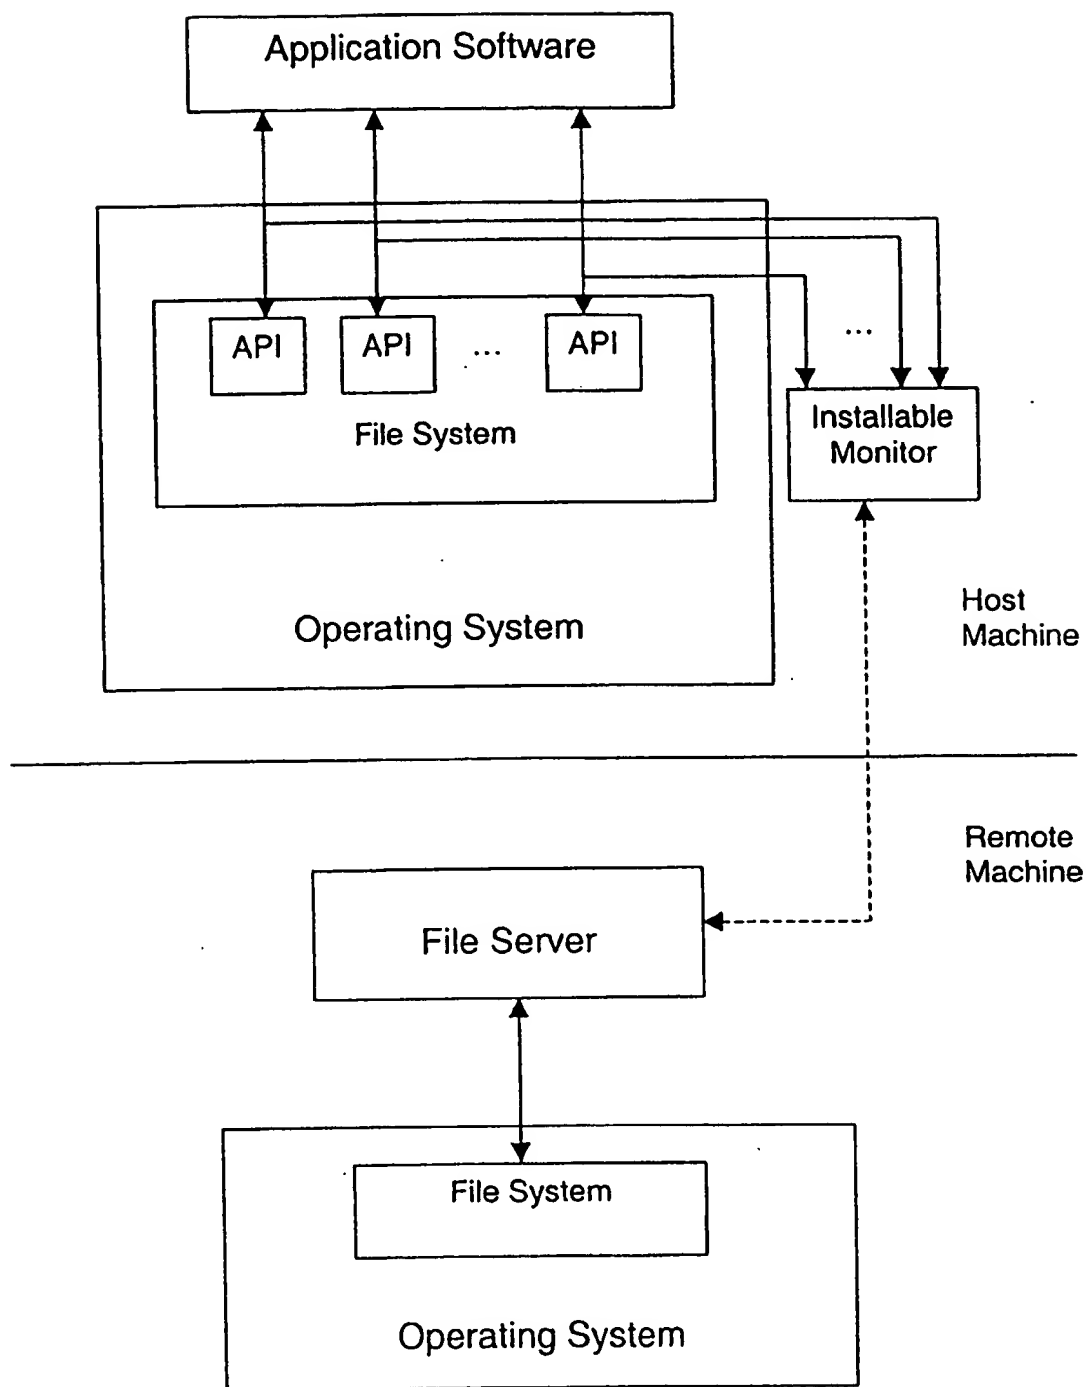 Application Software
API
API
...
API
...
File System
Installable
Monitor
Operating System
Host
Machine
Remote
Machine
File Server
File System
Operating System